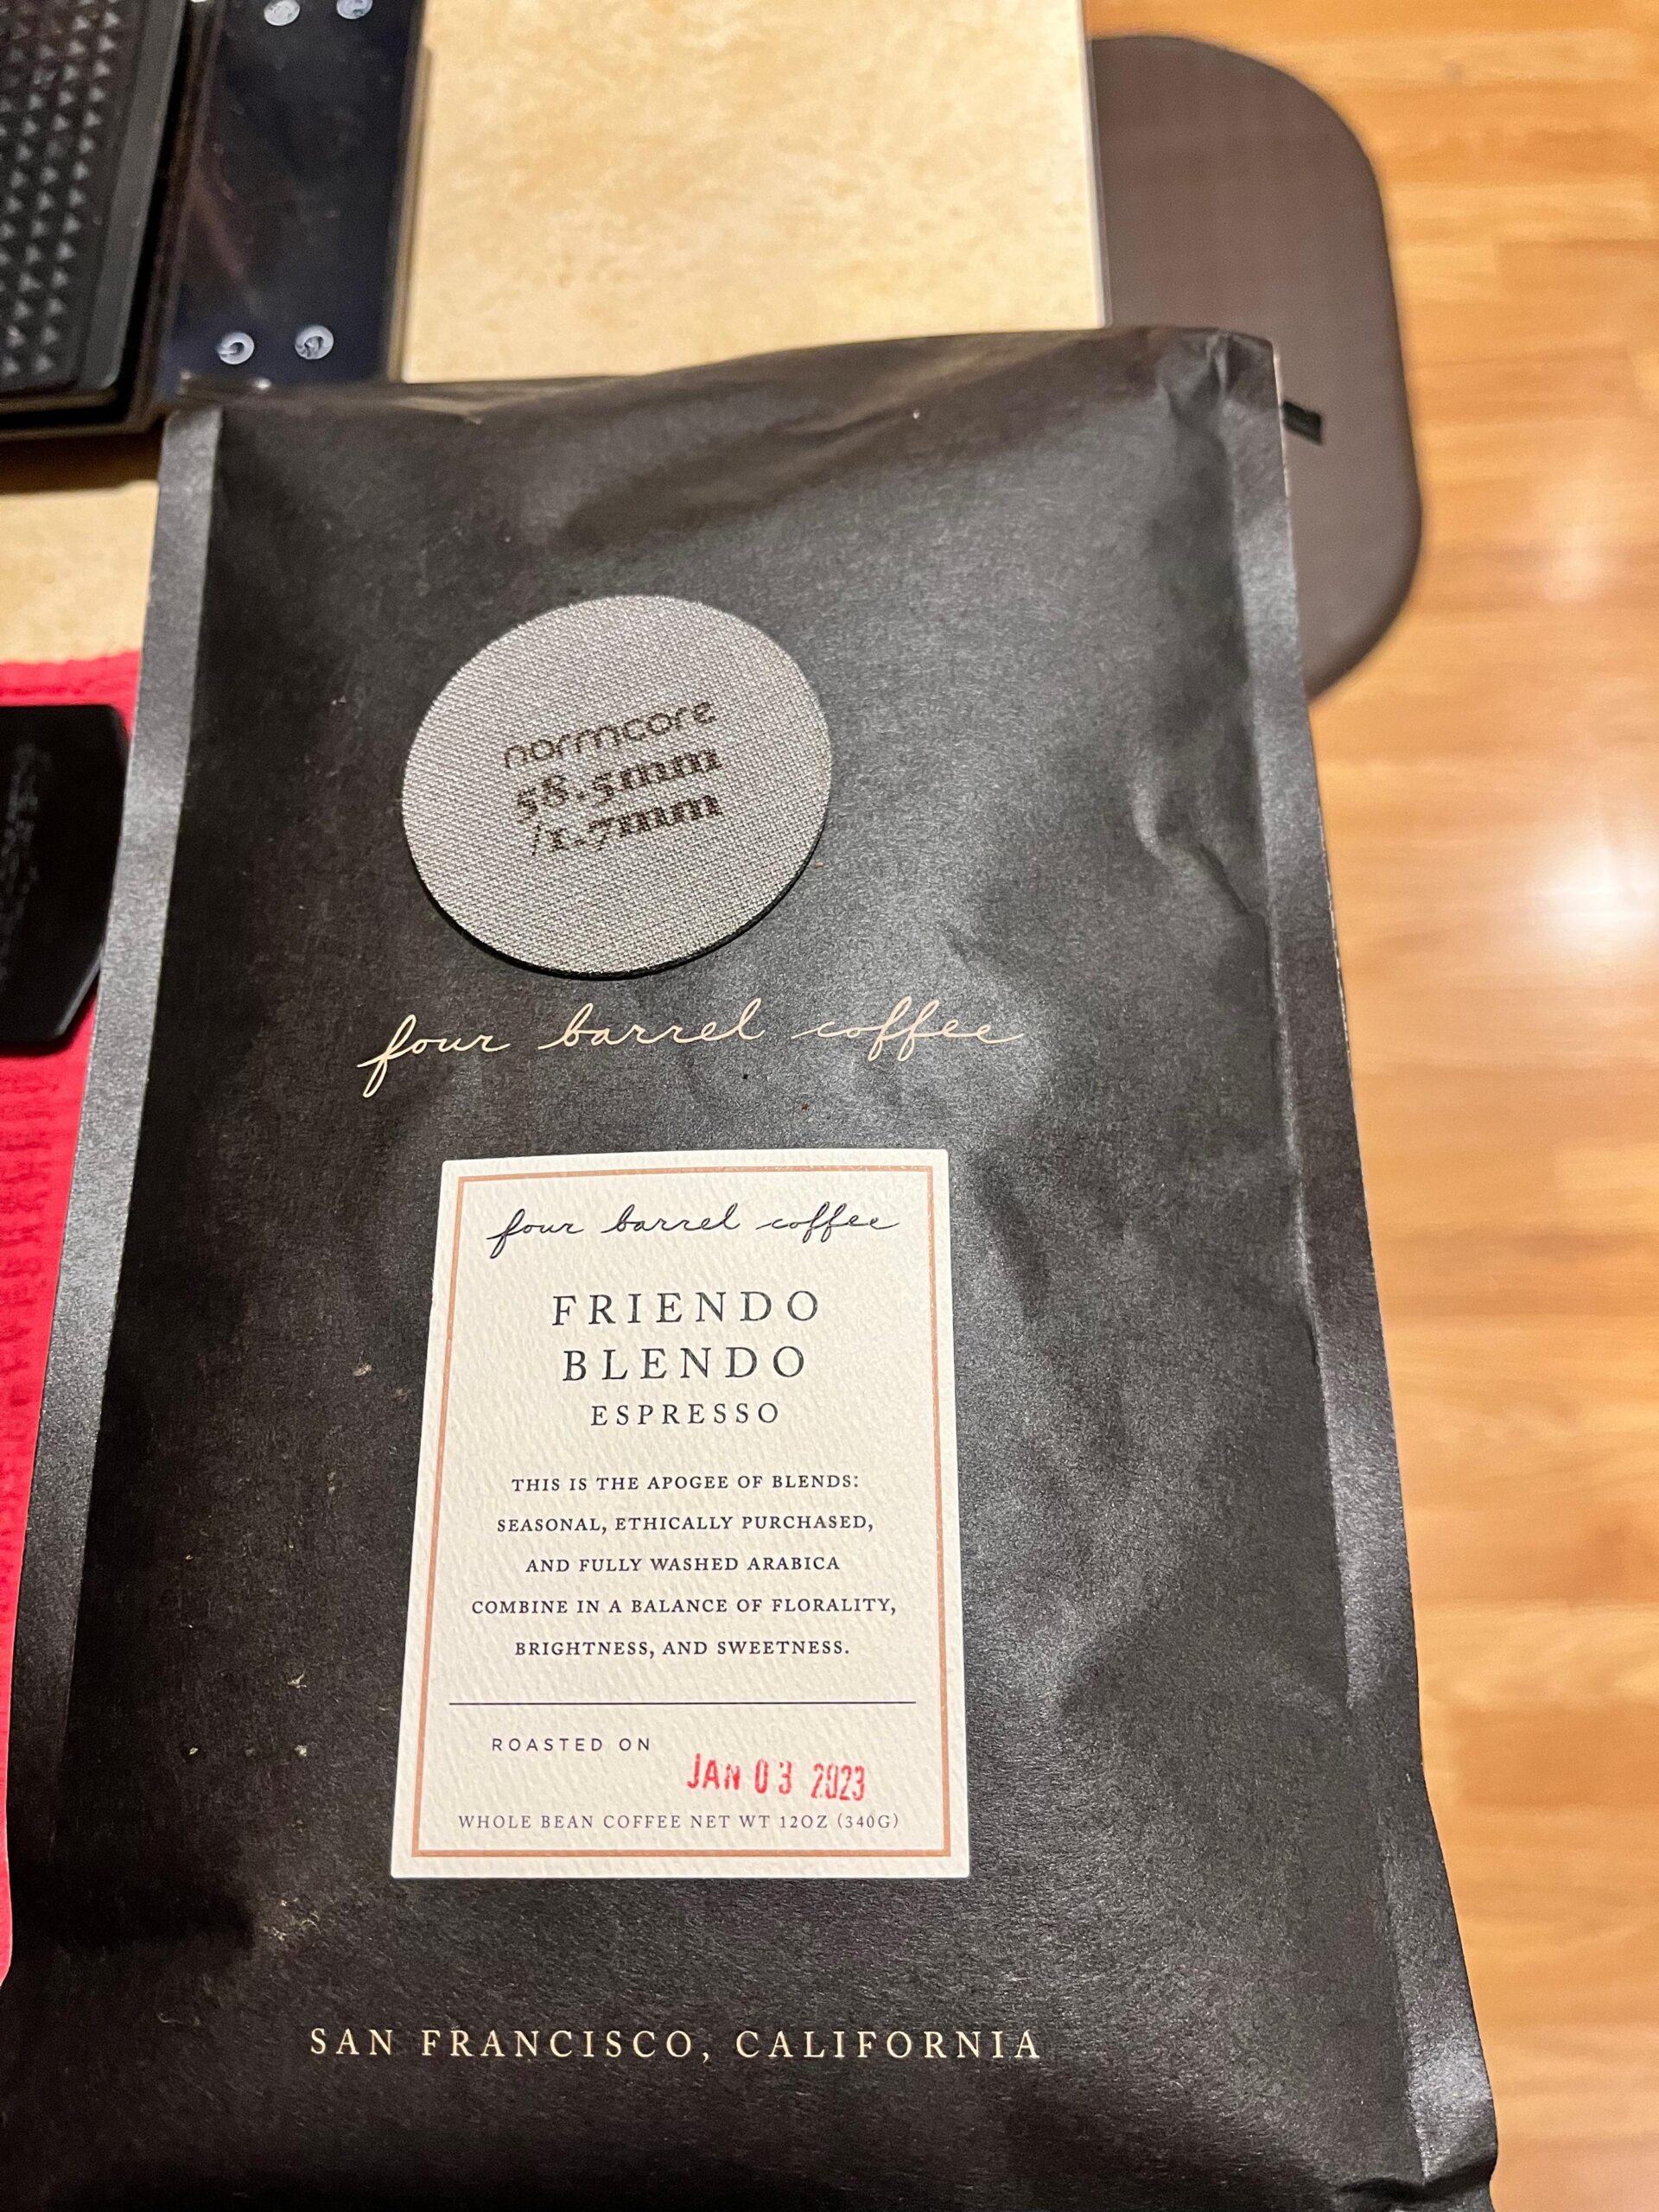 normcore
58.5mm
/1.7mm
four barrel coffee
four barrel coffee
FRIENDO
BLENDO
ESPRESSO
THIS IS THE APOGEE OF BLENDS:
SEASONAL, ETHICALLY PURCHASED,
AND FULLY WASHED ARABICA
COMBINE IN A BALANCE OF FLORALITY,
BRIGHTNESS, AND SWEETNESS.
ROASTED ON
JAN 03 2023
WHOLE BEAN COFFEE NET WT 12OZ (340G)
SAN FRANCISCO, CALIFORNIA